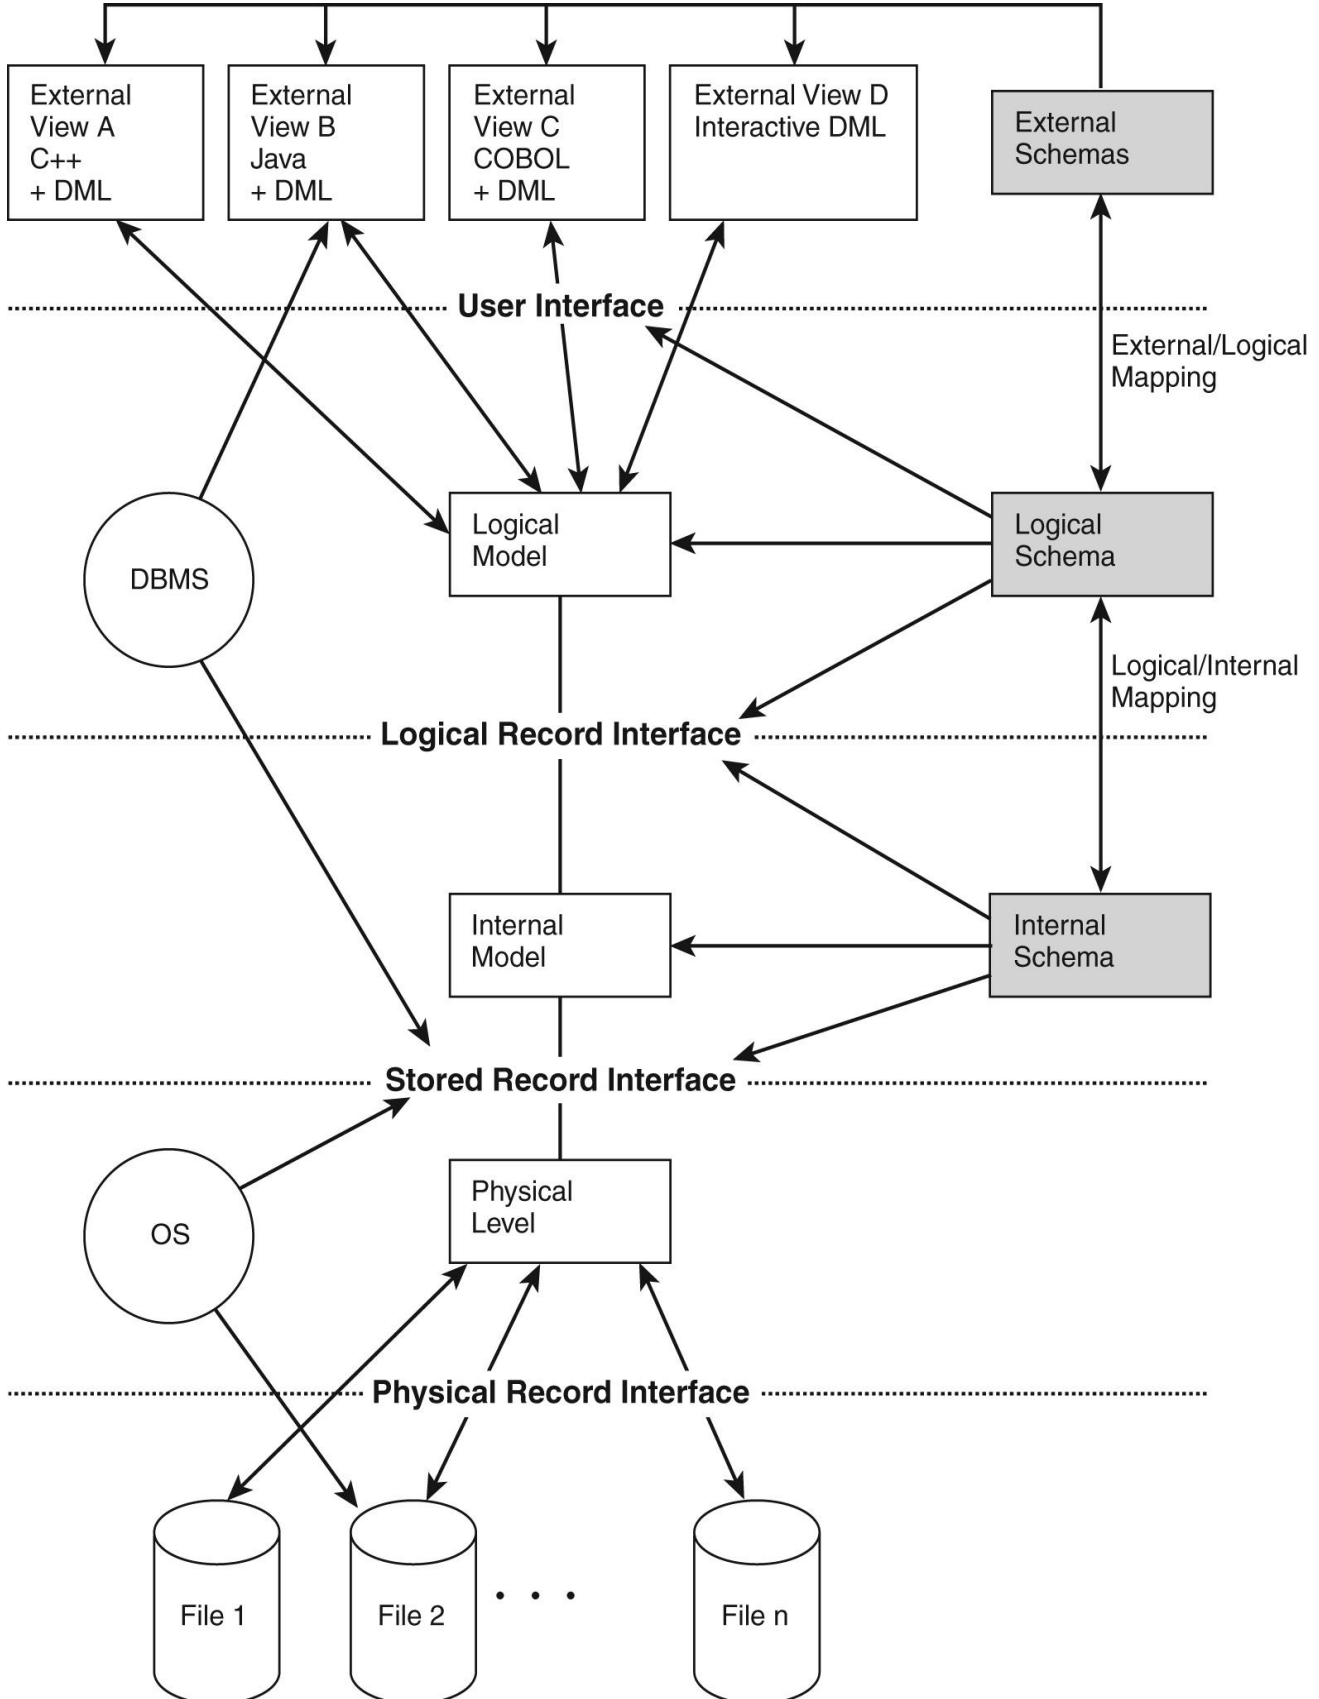 External
View A
C++
+ DML
External
View B
Java
+ DML
External
View C
COBOL
+ DML
External View D
Interactive DML
External
Schemas
User Interface
External/Logical
Mapping
Logical
Model
Logical
Schema
DBMS
Logical/Internal
Mapping
Logical Record Interface
Internal
Model
Internal
Schema
Stored Record Interface
Physical
Level
OS
Physical Record Interface
File 1
File 2
. . .
File n